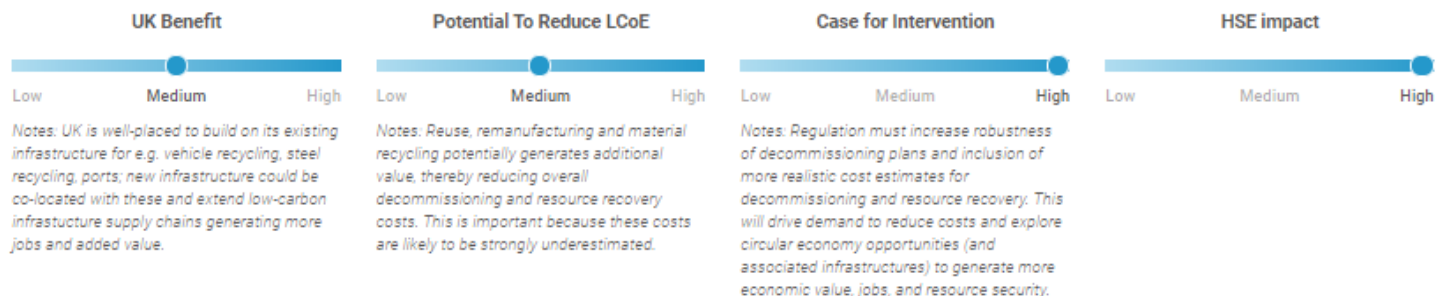 UK Benefit
Low Medium High
Notes: UK is well-placed to build on its existing
infrastructure for e.g. vehicle recycling, steel
recycling, ports; new infrastructure could be
co-located with these and extend low-carbon
infrastucture supply chains generating more
jobs and added value.
Potential To Reduce LCoE
Low Medium High
Notes: Reuse, remanufacturing and material
recycling potentially generates additional
value, thereby reducing overall
decommissioning and resource recovery
costs. This is important because these costs
are likely to be strongly underestimated.
Case for Intervention
Low Medium High
Notes: Regulation must increase robustness
of decommissioning plans and inclusion of
more realistic cost estimates for
decommissioning and resource recovery. This
will drive demand to reduce costs and explore
circular economy opportunities (and
associated infrastructures) to generate more
economic value, jobs, and resource security.
HSE impact
Low Medium High